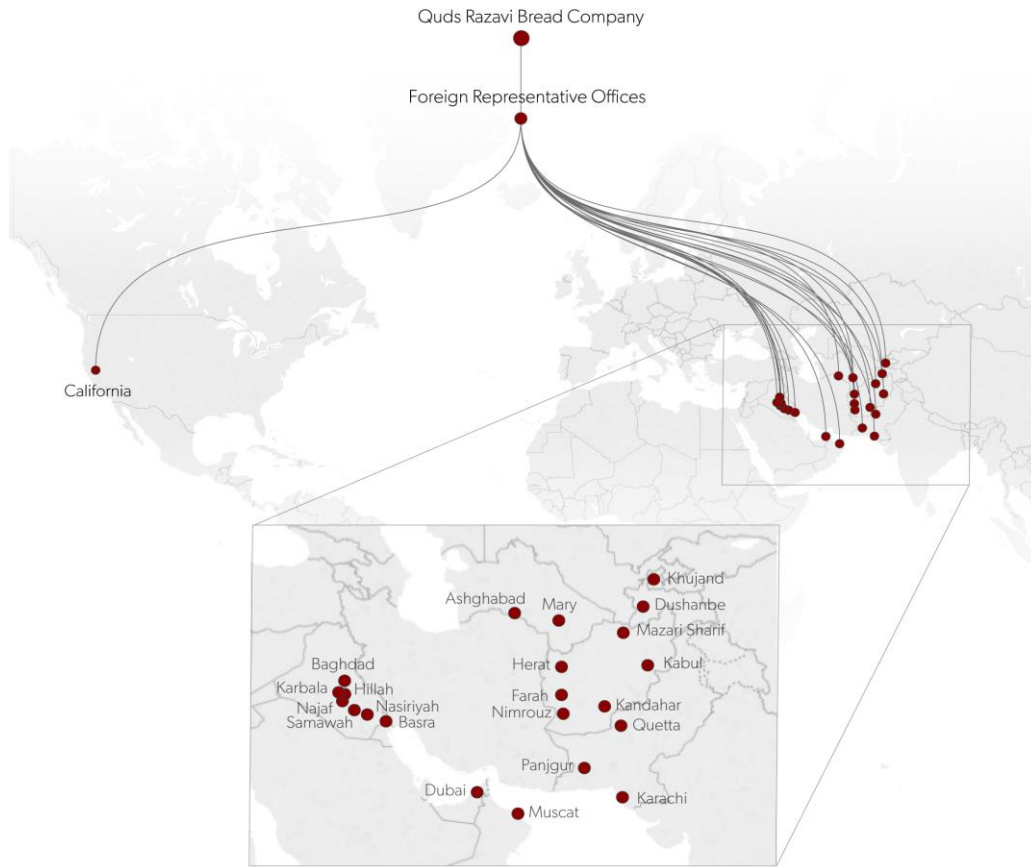 Quds Razavi Bread Company
Foreign Representative Offices
California
Khujand
Ashghabad
Mary
Dushanbe
Mazari Sharif
Baghdad
Herat
Kabul
Karbala
Hillah
Najaf
Nasiriyah
Samawah
Basra
Farah
Kandahar
Nimrouz
Quetta
Panjgur
Dubai
Karachi
Muscat